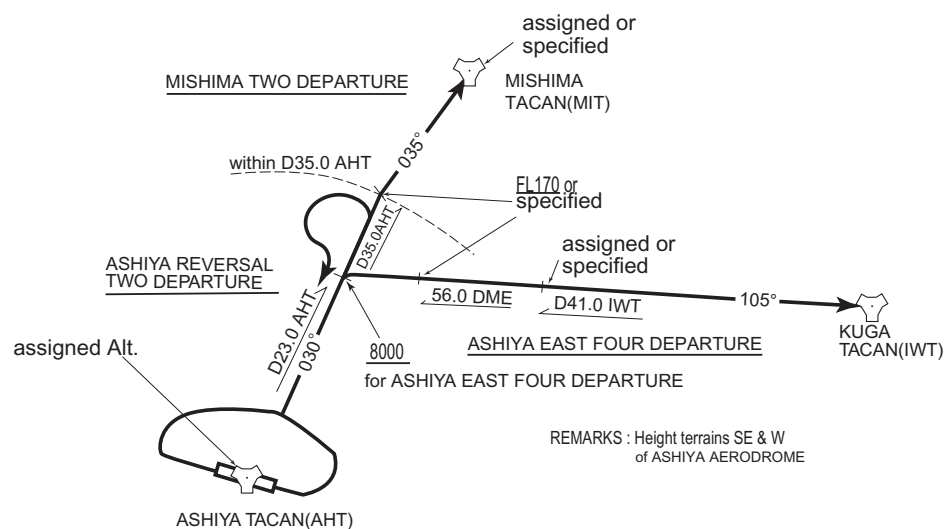 assigned or
specified
MISHIMA TWO DEPARTURE
MISHIMA
TACAN(MIT)
035°
within D35.0 AHT
FL170 or
specified
D35.0AHT
assigned or
specified
ASHIYA REVERSAL
TWO DEPARTURE
56.0 DME
D41.0 IWT
105°
KUGA
TACAN(IWT)
D23.0 AHT
030°
assigned Alt.
8000
ASHIYA EAST FOUR DEPARTURE
for ASHIYA EAST FOUR DEPARTURE
REMARKS : Height terrains SE & W
of ASHIYA AERODROME
ASHIYA TACAN(AHT)